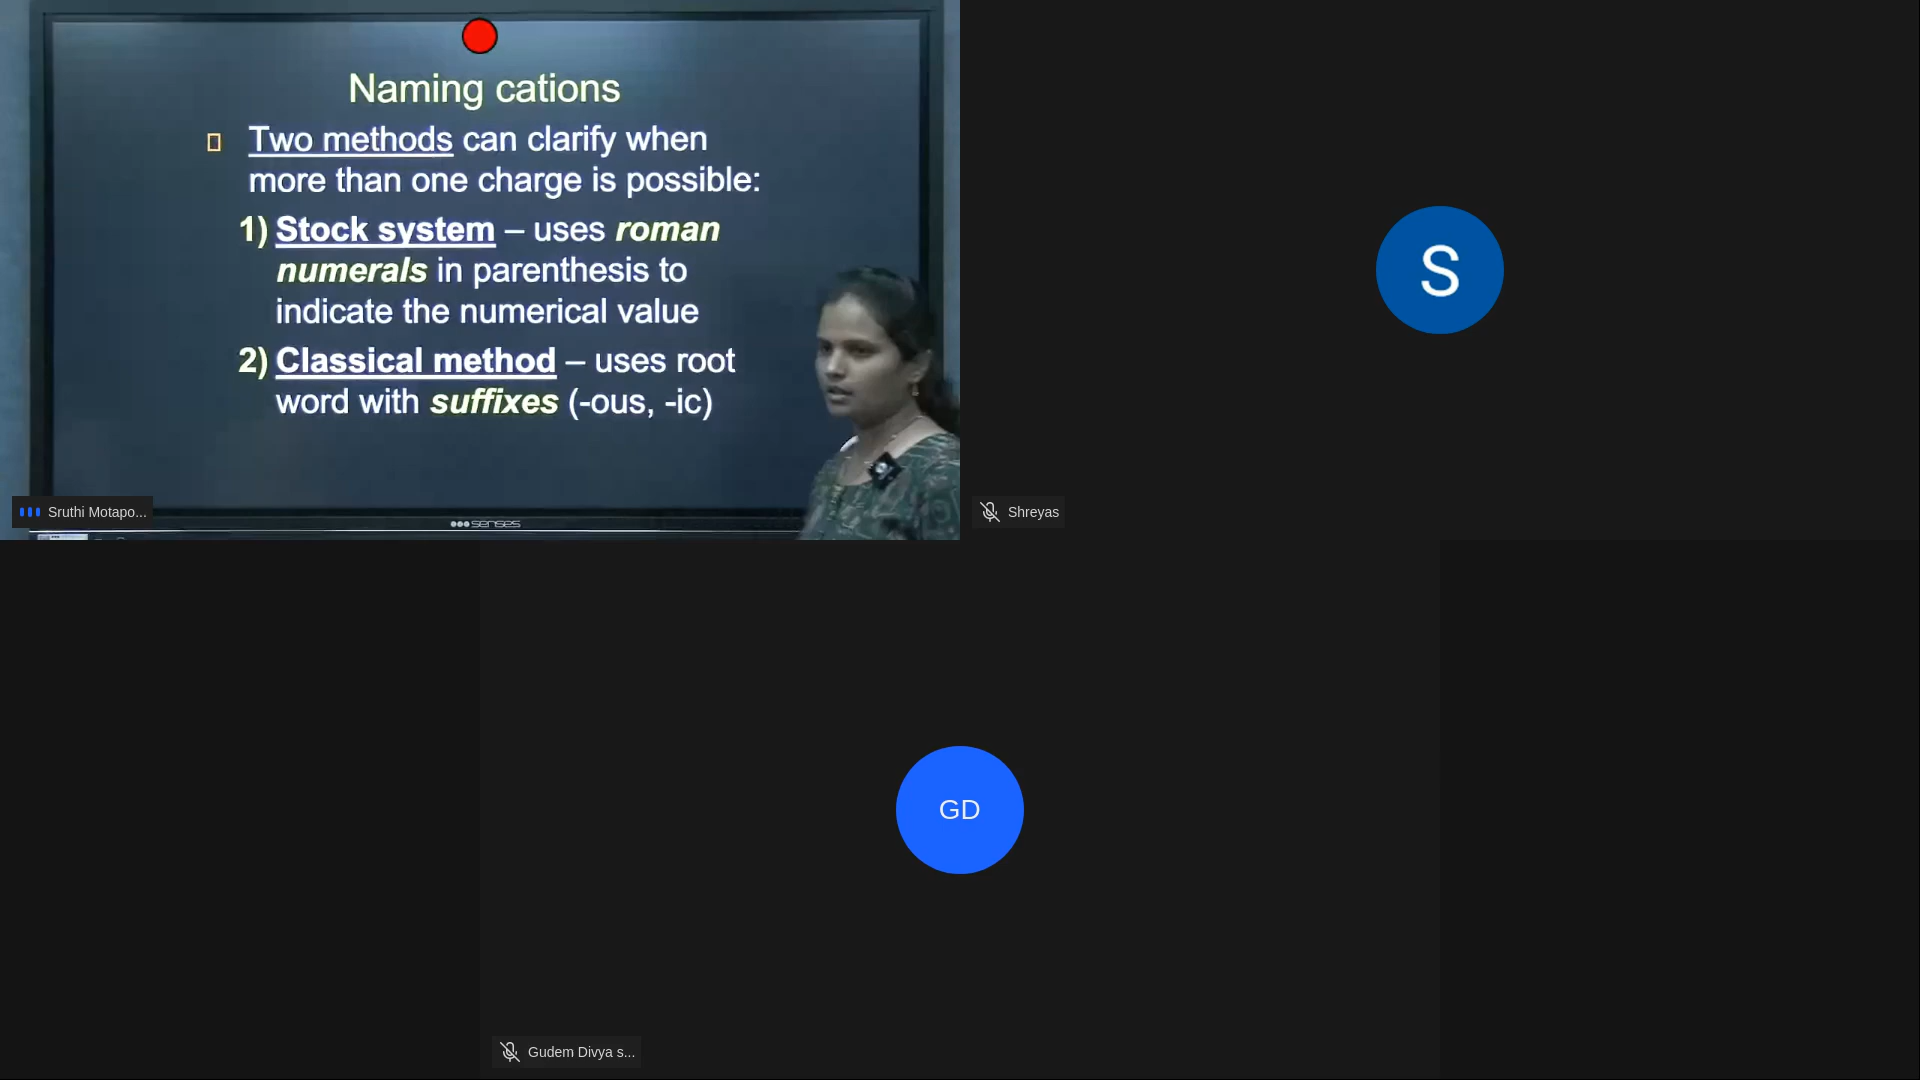 Naming cations
Two methods can clarify when
more than one charge is possible:
1) Stock system – uses roman
numerals in parenthesis to
indicate the numerical value
2) Classical method – uses root
word with suffixes (-ous, -ic)
senses
Sruthi Motapo...
S
Shreyas
GD
Gudem Divya s...